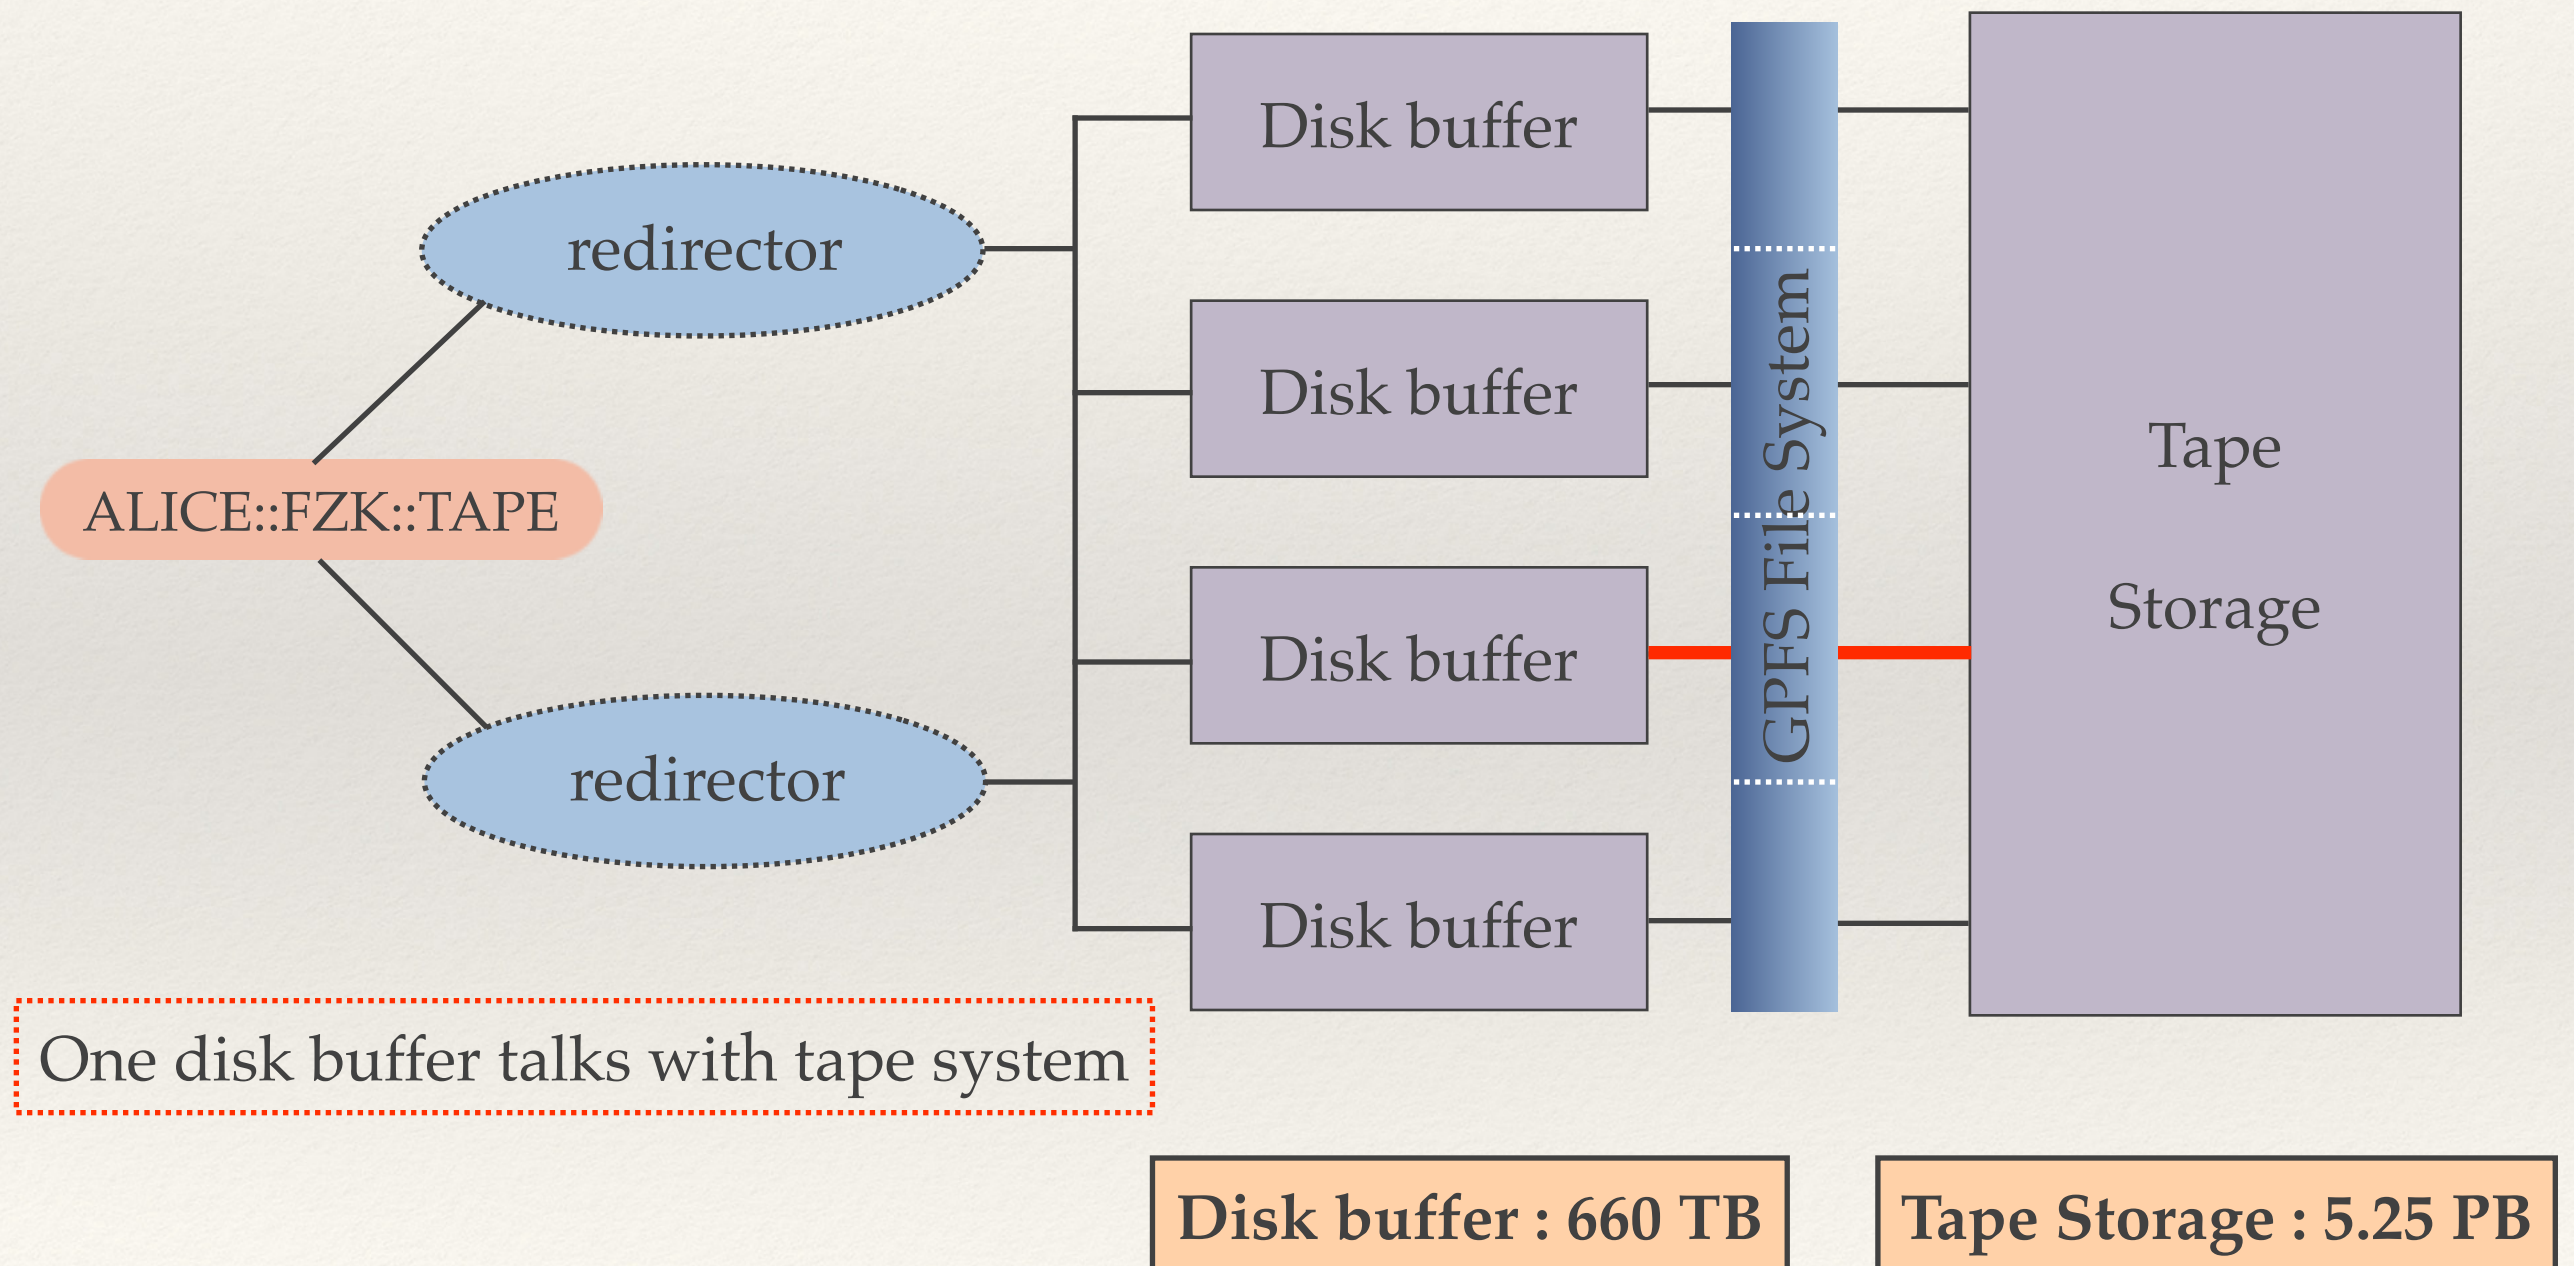 Disk buffer
redirector
Disk buffer
ALICE::FZK::TAPE
Disk buffer
redirector
Disk buffer
GPFS File System
Tape
Storage
One disk buffer talks with tape system
Disk buffer : 660 TB
Tape Storage : 5.25 PB